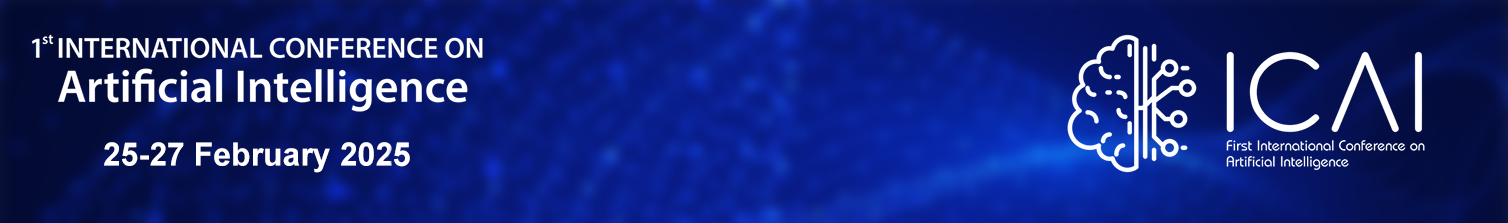 1st INTERNATIONAL CONFERENCE ON
Artificial Intelligence
25-27 February 2025
ICAI
First International Conference on
Artificial Intelligence